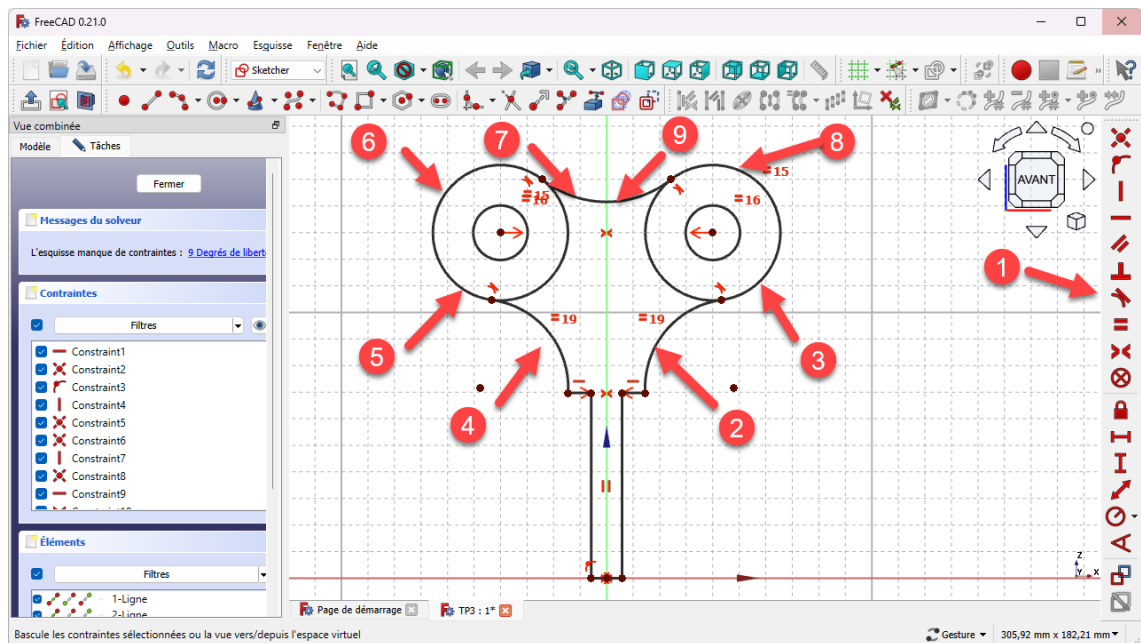 FreeCAD 0.21.0
Fichier Édition Affichage Outils Macro Esquisse Fenêtre Aide
Sketcher
»
Vue combinée
Modèle Tâches
Fermer
Messages du solveur
L'esquisse manque de contraintes : 9 Degrés de libert
Contraintes
Filtres
Constraint1
Constraint2
Constraint3
Constraint4
Constraint5
Constraint6
Constraint7
Constraint8
Constraint9
Éléments
Filtres
1-Ligne
2-Ligne
6
7
9
8
=15
=16
=16
=15
AVANT
1
5
=19
=19
3
4
2
Z
Y X
Page de démarrage
TP3 : 1*
Bascule les contraintes sélectionnées ou la vue vers/depuis l'espace virtuel
Gesture
305,92 mm x 182,21 mm